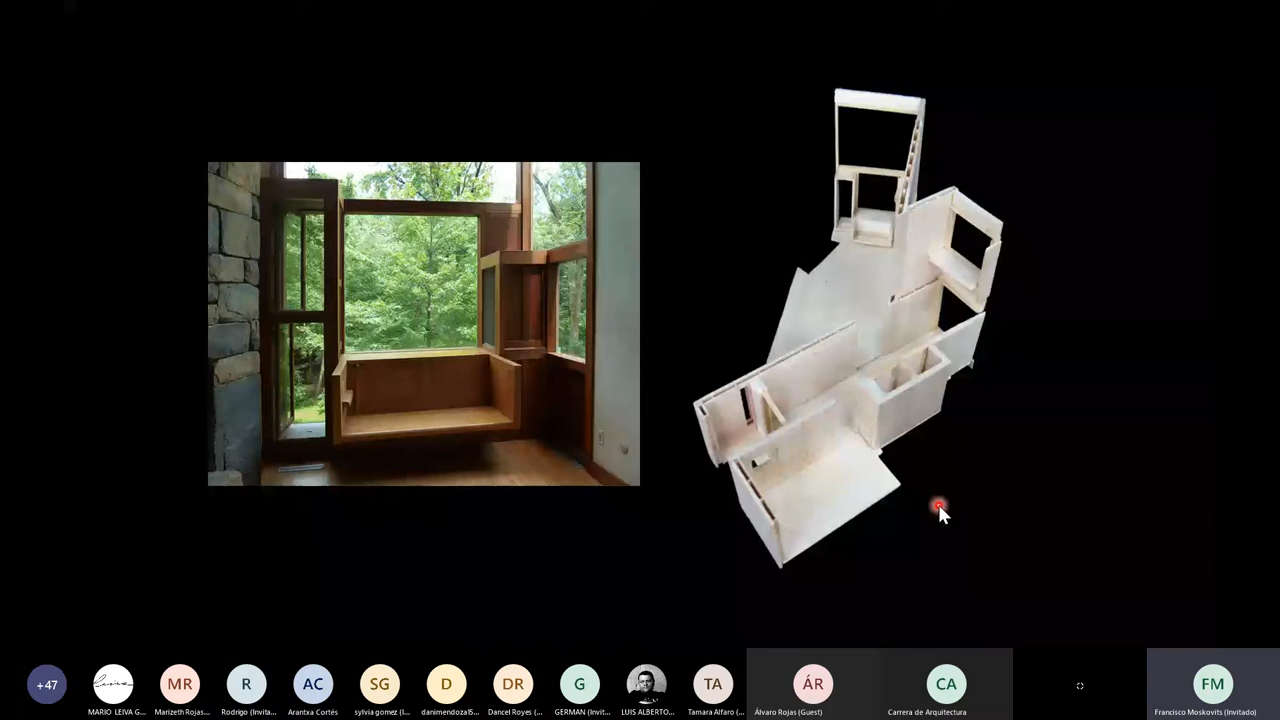 +47
MR
R
AC
SG
D
DR
G
TA
ÁR
CA
FM
MARIO LEIVA G...
Marizeth Rojas...
Rodrigo (Invita...
Arantxa Cortés
sylvia gomez (I...
danimendoza15...
Dancel Royes (...
GERMAN (Invit...
LUIS ALBERTO...
Tamara Alfaro (...
Álvaro Rojas (Guest)
Carrera de Arquitectura
Francisco Moskovits (Invitado)